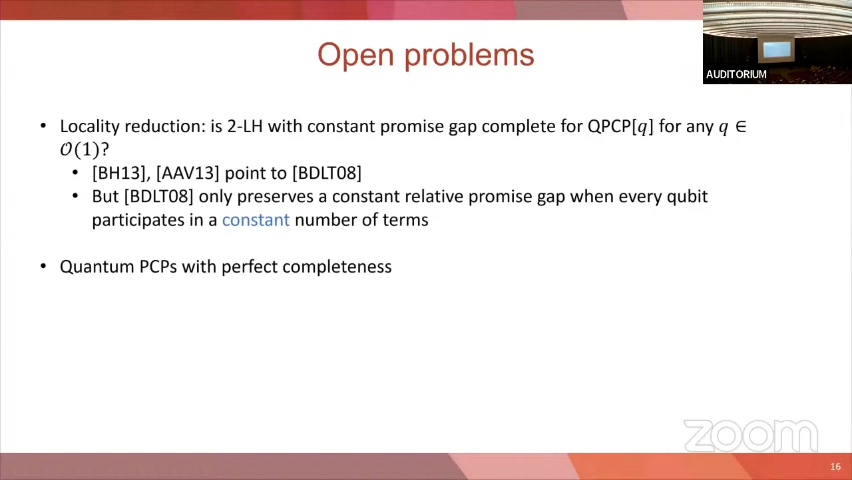 Open problems
AUDITORIUM
• Locality reduction: is 2-LH with constant promise gap complete for QPCP[𝑞] for any 𝑞 ∈
𝒪(1)?
• [BH13], [AAV13] point to [BDLT08]
• But [BDLT08] only preserves a constant relative promise gap when every qubit
participates in a constant number of terms
• Quantum PCPs with perfect completeness
zoom
16